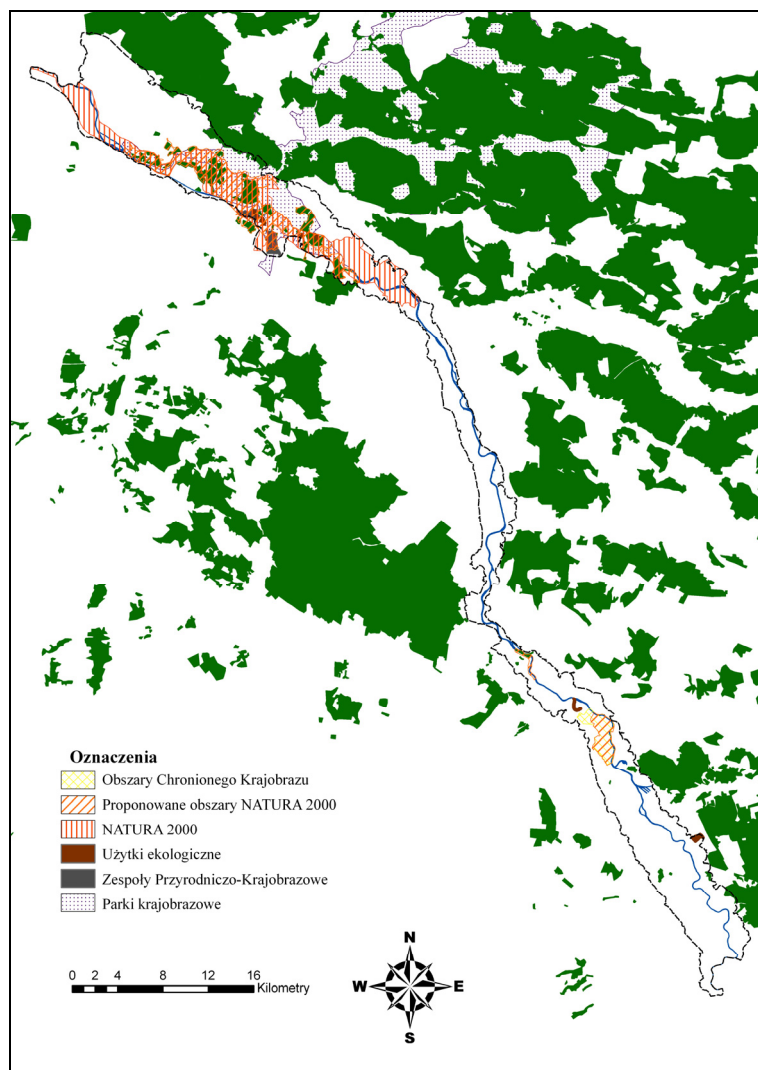 Oznaczenia
Obszary Chronionego Krajobrazu
Proponowane obszary NATURA 2000
NATURA 2000
Użytki ekologiczne
Zespoły Przyrodniczo-Krajobrazowe
Parki krajobrazowe
0 2 4 8 12 16
Kilometry
N
W E
S